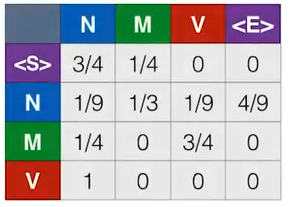 N M V <E>
<S> 3/4 1/4 0 0
N 1/9 1/3 1/9 4/9
M 1/4 0 3/4 0
V 1 0 0 0